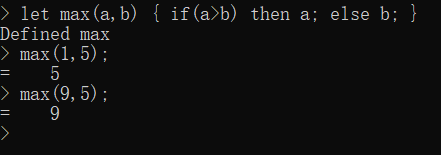 > let max(a,b) { if(a>b) then a; else b; }
Defined max
> max(1,5);
=    5
> max(9,5);
=    9
>